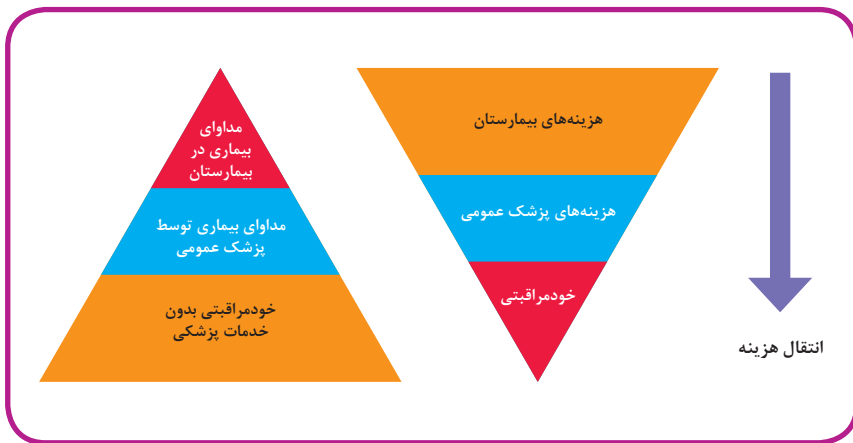 هزینه‌های بیمارستان
هزینه‌های پزشک عمومی
خودمراقبتی
انتقال هزینه
مداوای
بیماری در
بیمارستان
مداوای بیماری توسط
پزشک عمومی
خودمراقبتی بدون
خدمات پزشکی